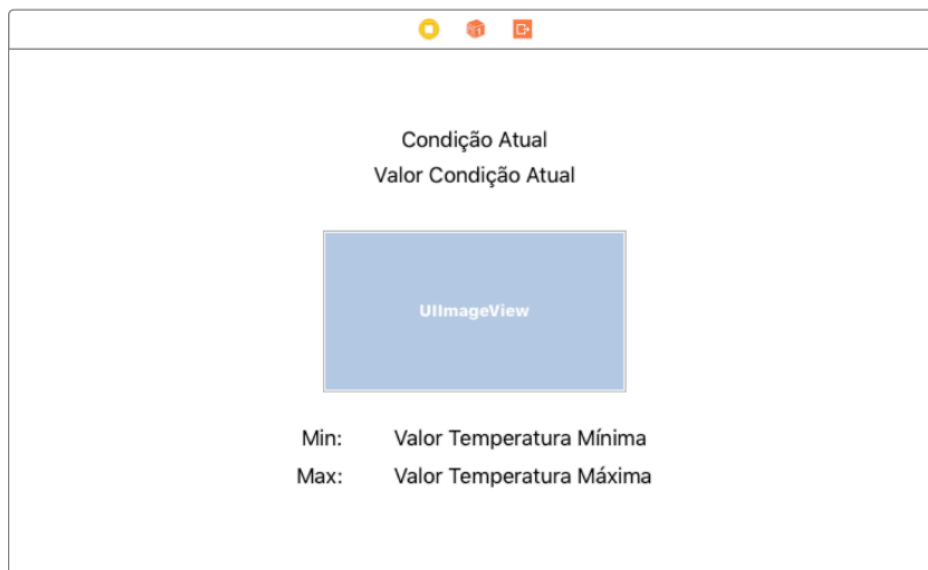 Condição Atual
Valor Condição Atual
UIImageView
Min: Valor Temperatura Mínima
Max: Valor Temperatura Máxima